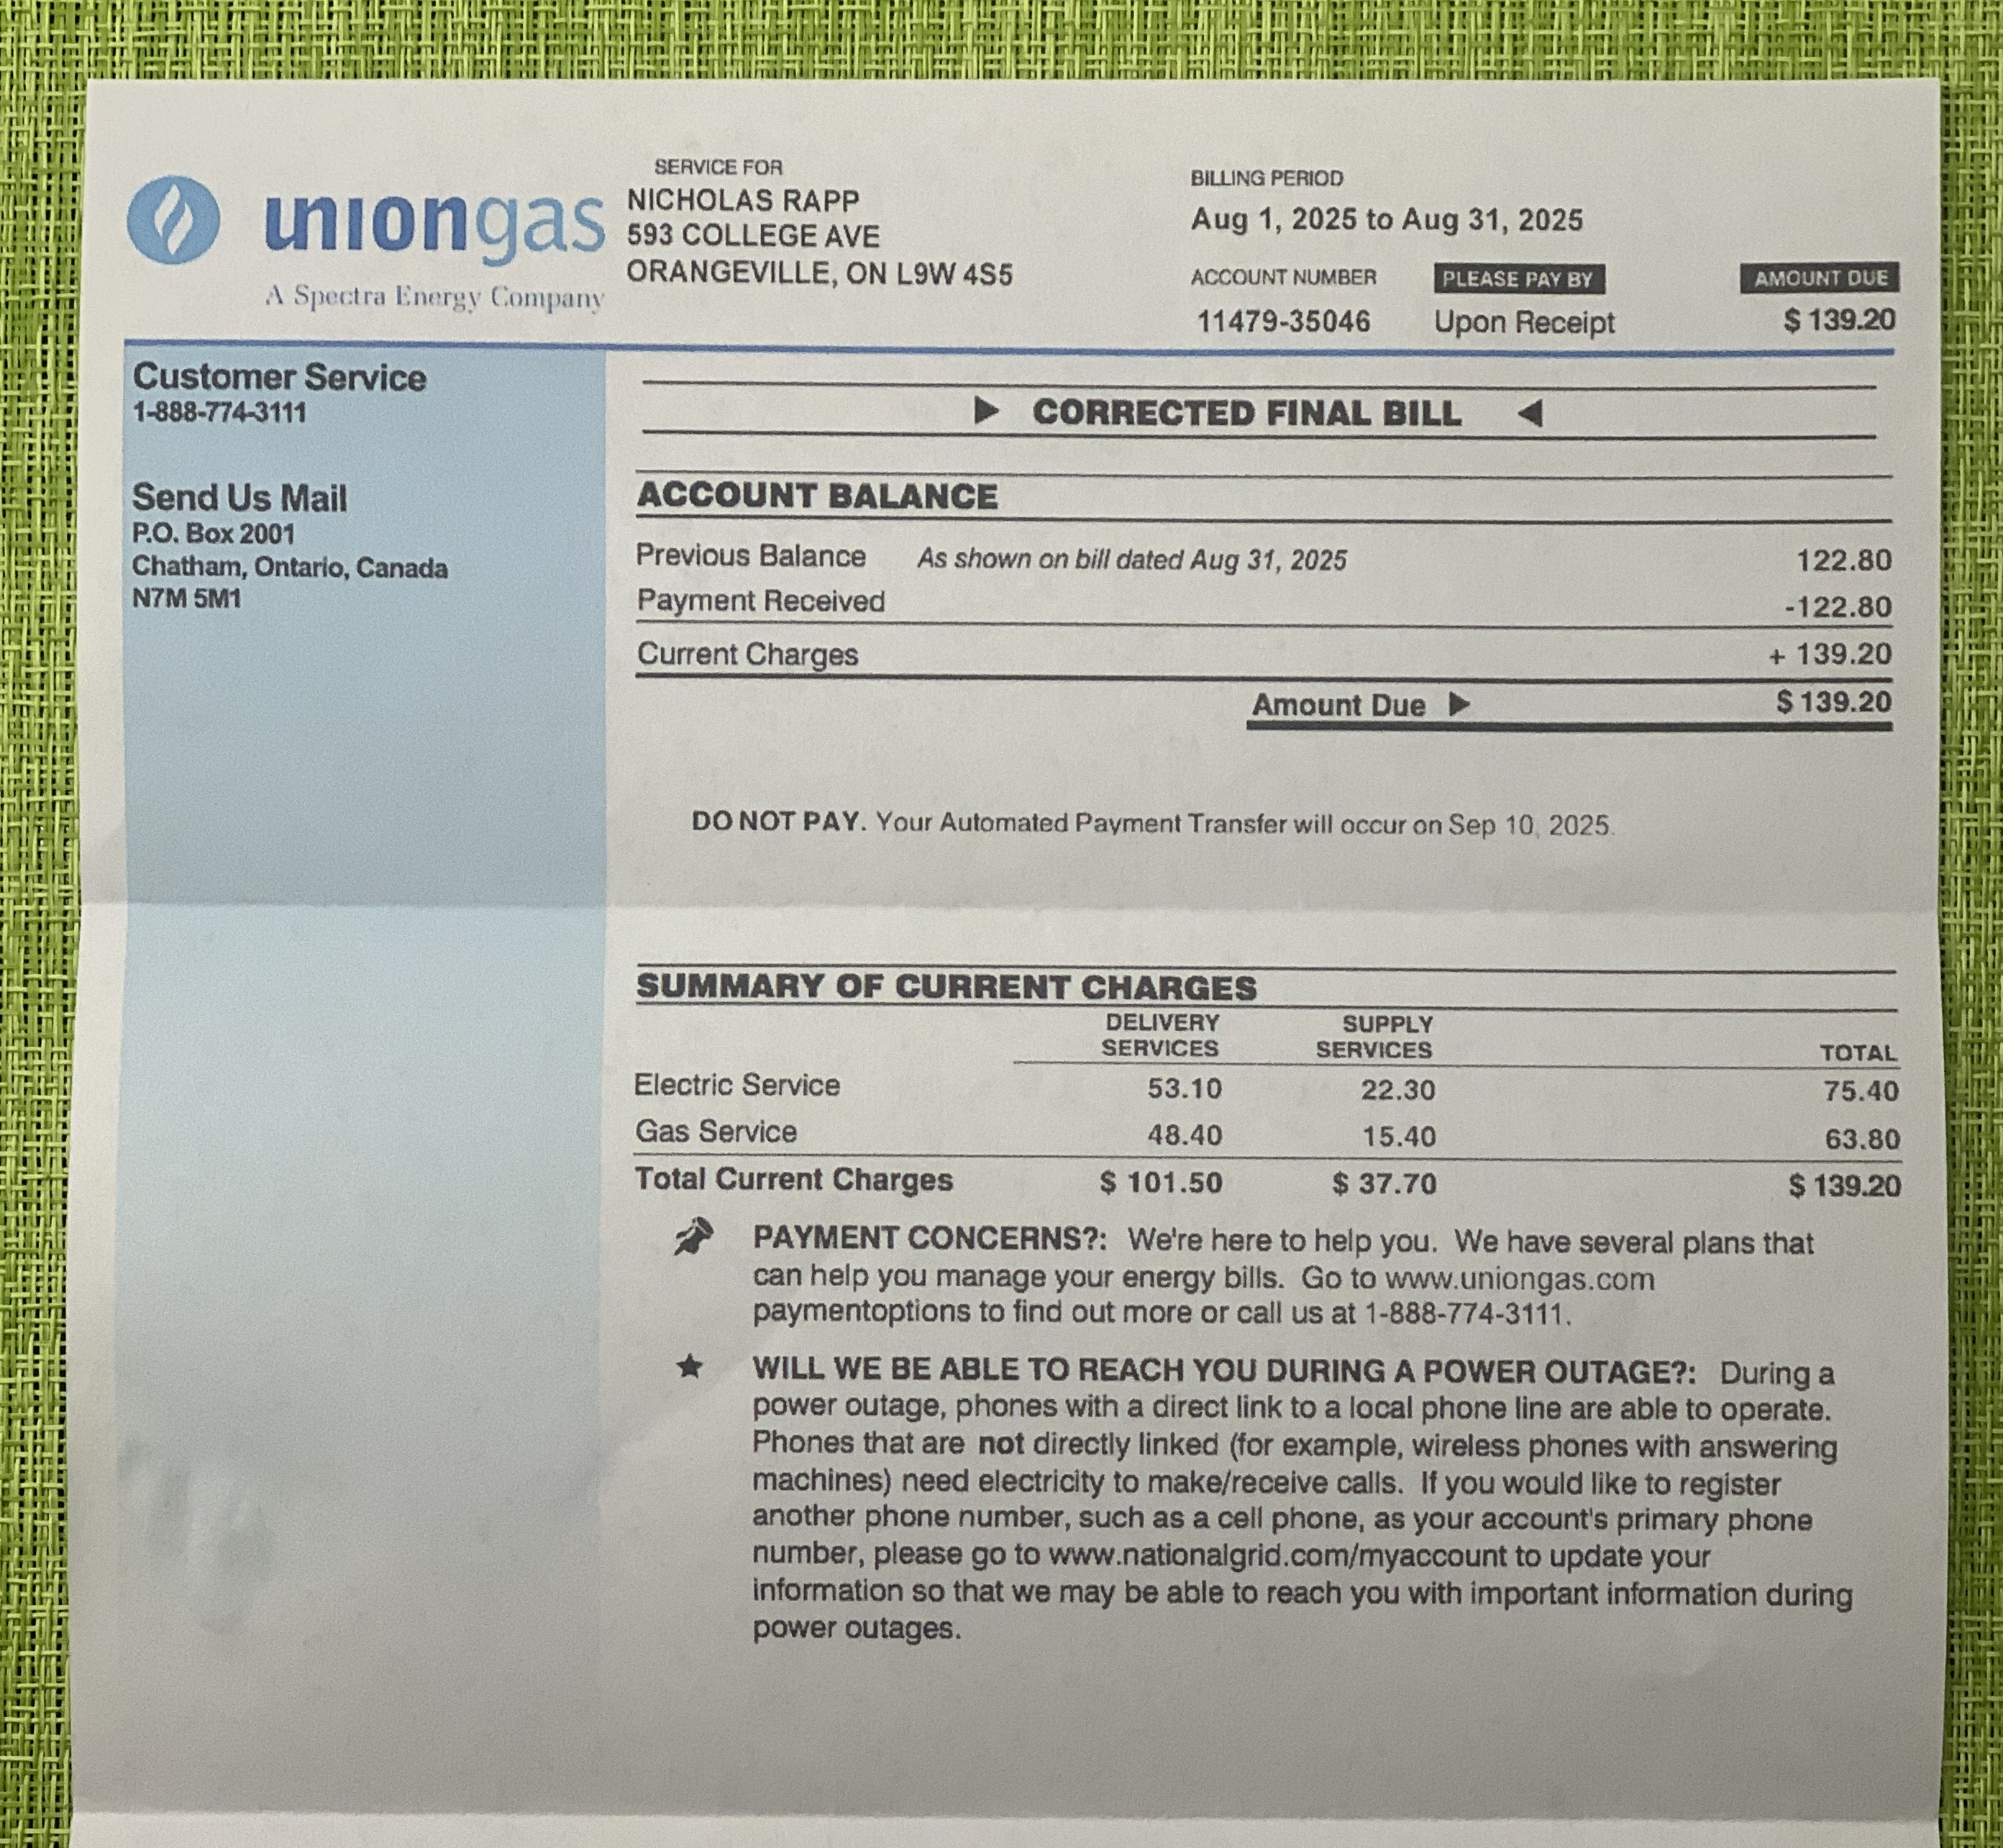 uniongas
A Spectra Energy Company
SERVICE FOR
NICHOLAS RAPP
593 COLLEGE AVE
ORANGEVILLE, ON L9W 4S5
BILLING PERIOD
Aug 1, 2025 to Aug 31, 2025
ACCOUNT NUMBER PLEASE PAY BY AMOUNT DUE
11479-35046 Upon Receipt $ 139.20
Customer Service
1-888-774-3111
Send Us Mail
P.O. Box 2001
Chatham, Ontario, Canada
N7M 5M1
CORRECTED FINAL BILL
ACCOUNT BALANCE
Previous Balance As shown on bill dated Aug 31, 2025 122.80
Payment Received -122.80
Current Charges + 139.20
Amount Due $ 139.20
DO NOT PAY. Your Automated Payment Transfer will occur on Sep 10, 2025.
SUMMARY OF CURRENT CHARGES
DELIVERY SUPPLY
SERVICES SERVICES TOTAL
Electric Service 53.10 22.30 75.40
Gas Service 48.40 15.40 63.80
Total Current Charges $ 101.50 $ 37.70 $ 139.20
PAYMENT CONCERNS?: We're here to help you. We have several plans that
can help you manage your energy bills. Go to www.uniongas.com
paymentoptions to find out more or call us at 1-888-774-3111.
WILL WE BE ABLE TO REACH YOU DURING A POWER OUTAGE?: During a
power outage, phones with a direct link to a local phone line are able to operate.
Phones that are not directly linked (for example, wireless phones with answering
machines) need electricity to make/receive calls. If you would like to register
another phone number, such as a cell phone, as your account's primary phone
number, please go to www.nationalgrid.com/myaccount to update your
information so that we may be able to reach you with important information during
power outages.